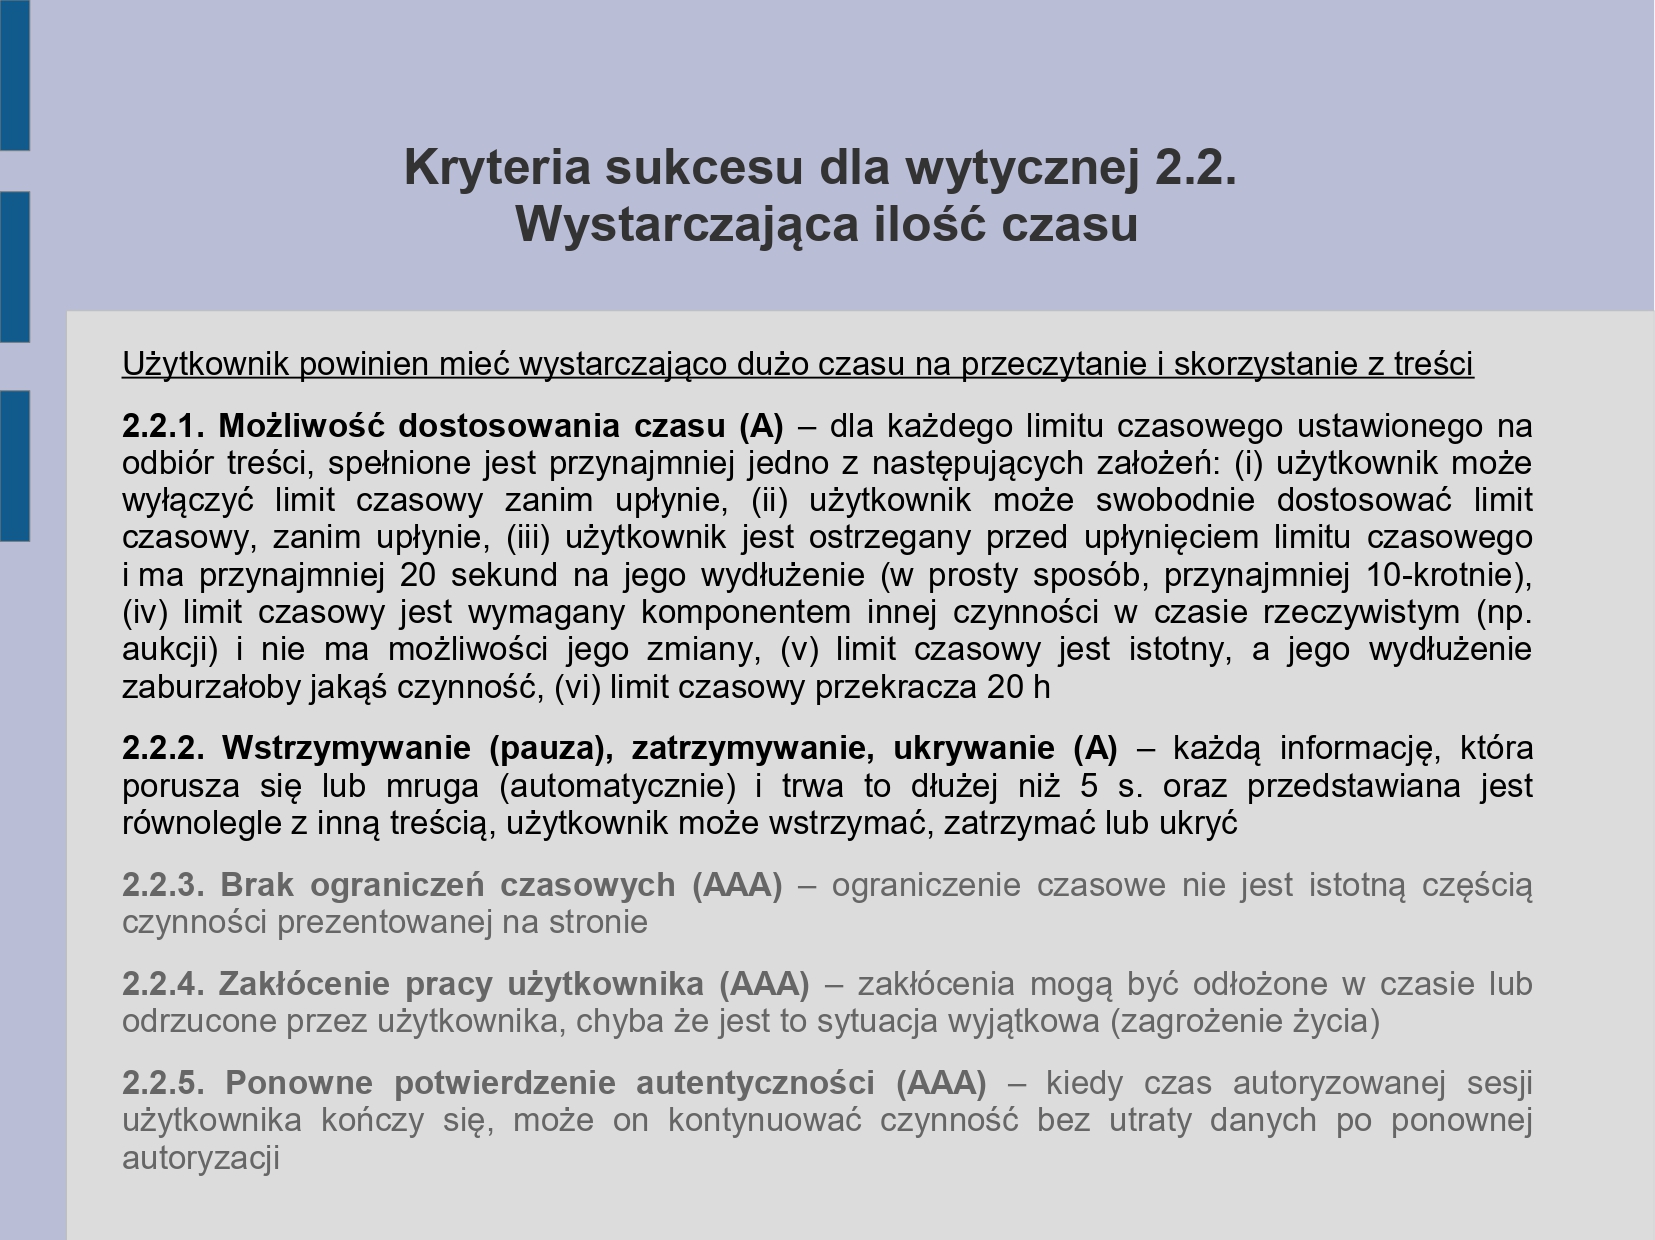 Kryteria sukcesu dla wytycznej 2.2.
Wystarczająca ilość czasu
Użytkownik powinien mieć wystarczająco dużo czasu na przeczytanie i skorzystanie z treści
2.2.1. Możliwość dostosowania czasu (A) – dla każdego limitu czasowego ustawionego na
odbiór treści, spełnione jest przynajmniej jedno z następujących założeń: (i) użytkownik może
wyłączyć limit czasowy zanim upłynie, (ii) użytkownik może swobodnie dostosować limit
czasowy, zanim upłynie, (iii) użytkownik jest ostrzegany przed upłynięciem limitu czasowego
i ma przynajmniej 20 sekund na jego wydłużenie (w prosty sposób, przynajmniej 10-krotnie),
(iv) limit czasowy jest wymagany komponentem innej czynności w czasie rzeczywistym (np.
aukcji) i nie ma możliwości jego zmiany, (v) limit czasowy jest istotny, a jego wydłużenie
zaburzałoby jakąś czynność, (vi) limit czasowy przekracza 20 h
2.2.2. Wstrzymywanie (pauza), zatrzymywanie, ukrywanie (A) – każdą informację, która
porusza się lub mruga (automatycznie) i trwa to dłużej niż 5 s. oraz przedstawiana jest
równolegle z inną treścią, użytkownik może wstrzymać, zatrzymać lub ukryć
2.2.3. Brak ograniczeń czasowych (AAA) – ograniczenie czasowe nie jest istotną częścią
czynności prezentowanej na stronie
2.2.4. Zakłócenie pracy użytkownika (AAA) – zakłócenia mogą być odłożone w czasie lub
odrzucone przez użytkownika, chyba że jest to sytuacja wyjątkowa (zagrożenie życia)
2.2.5. Ponowne potwierdzenie autentyczności (AAA) – kiedy czas autoryzowanej sesji
użytkownika kończy się, może on kontynuować czynność bez utraty danych po ponownej
autoryzacji